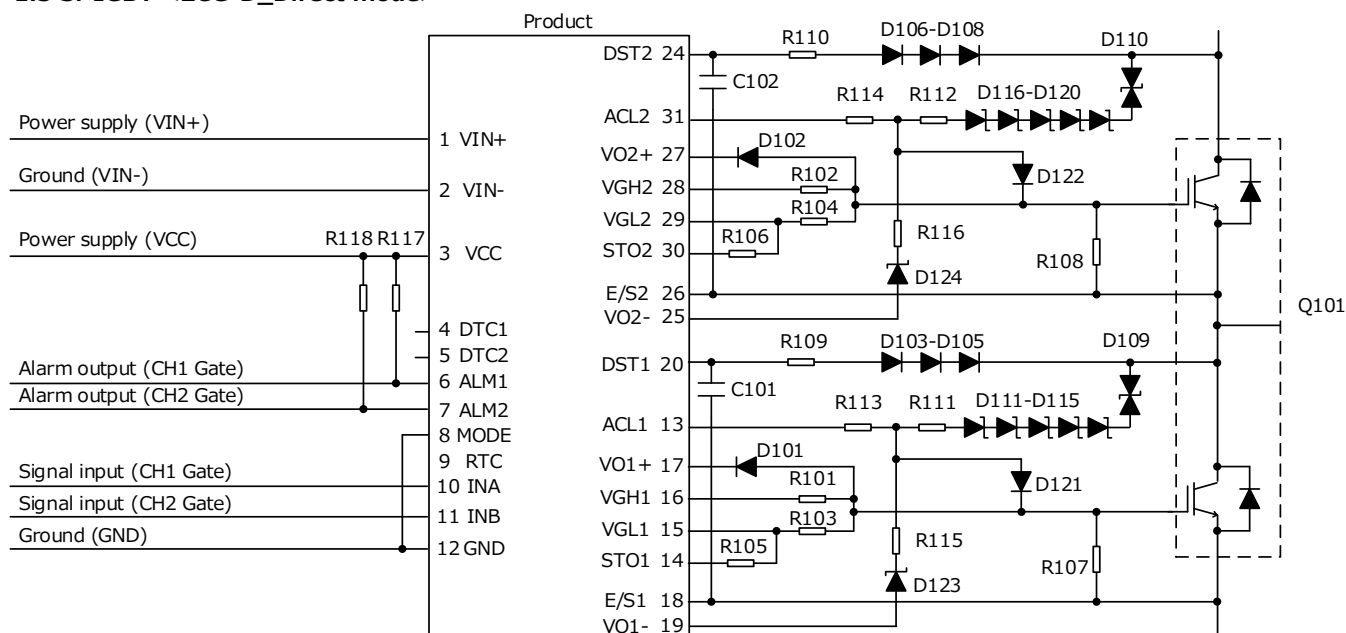 Product
Power supply (VIN+)
1 VIN+
Ground (VIN-)
2 VIN-
Power supply (VCC)
R118 R117
3 VCC
4 DTC1
5 DTC2
Alarm output (CH1 Gate)
6 ALM1
Alarm output (CH2 Gate)
7 ALM2
8 MODE
9 RTC
Signal input (CH1 Gate)
10 INA
Signal input (CH2 Gate)
11 INB
Ground (GND)
12 GND
DST2 24
R110
D106-D108
D110
C102
R114
R112
D116-D120
ACL2 31
D102
VO2+ 27
R102
D122
VGH2 28
R104
VGL2 29
R106
R116
STO2 30
R108
D124
E/S2 26
Q101
VO2- 25
R109
D103-D105
D109
DST1 20
C101
R113
R111
D111-D115
ACL1 13
D101
VO1+ 17
R101
D121
VGH1 16
R103
VGL1 15
R105
R115
STO1 14
R107
D123
E/S1 18
VO1- 19